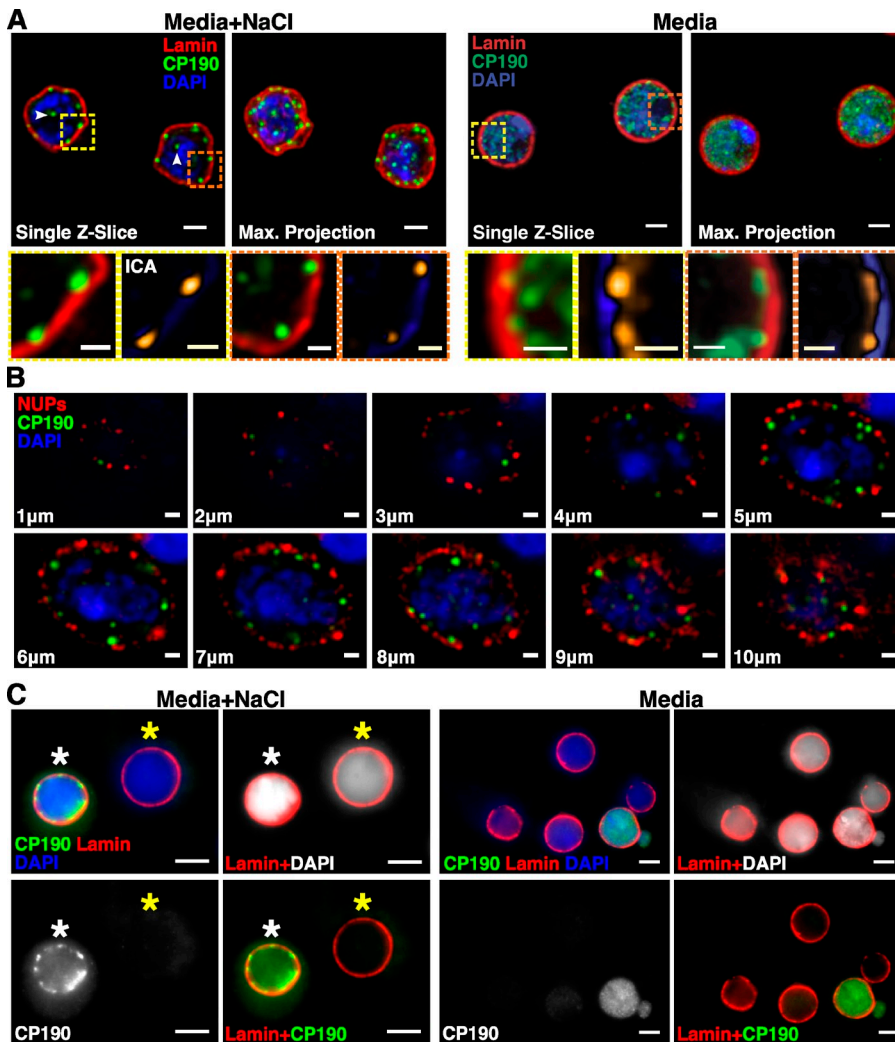 A
Media+NaCl
Media
Lamin
CP190
DAPI
Single Z-Slice
Max. Projection
Lamin
CP190
DAPI
Single Z-Slice
Max. Projection
ICA
B
NUPs
CP190
DAPI
1µm
2µm
3µm
4µm
5µm
6µm
7µm
8µm
9µm
10µm
C
Media+NaCl
Media
* * * *
CP190 Lamin
DAPI
Lamin+DAPI
CP190 Lamin DAPI
Lamin+DAPI
* * * *
CP190
Lamin+CP190
CP190
Lamin+CP190